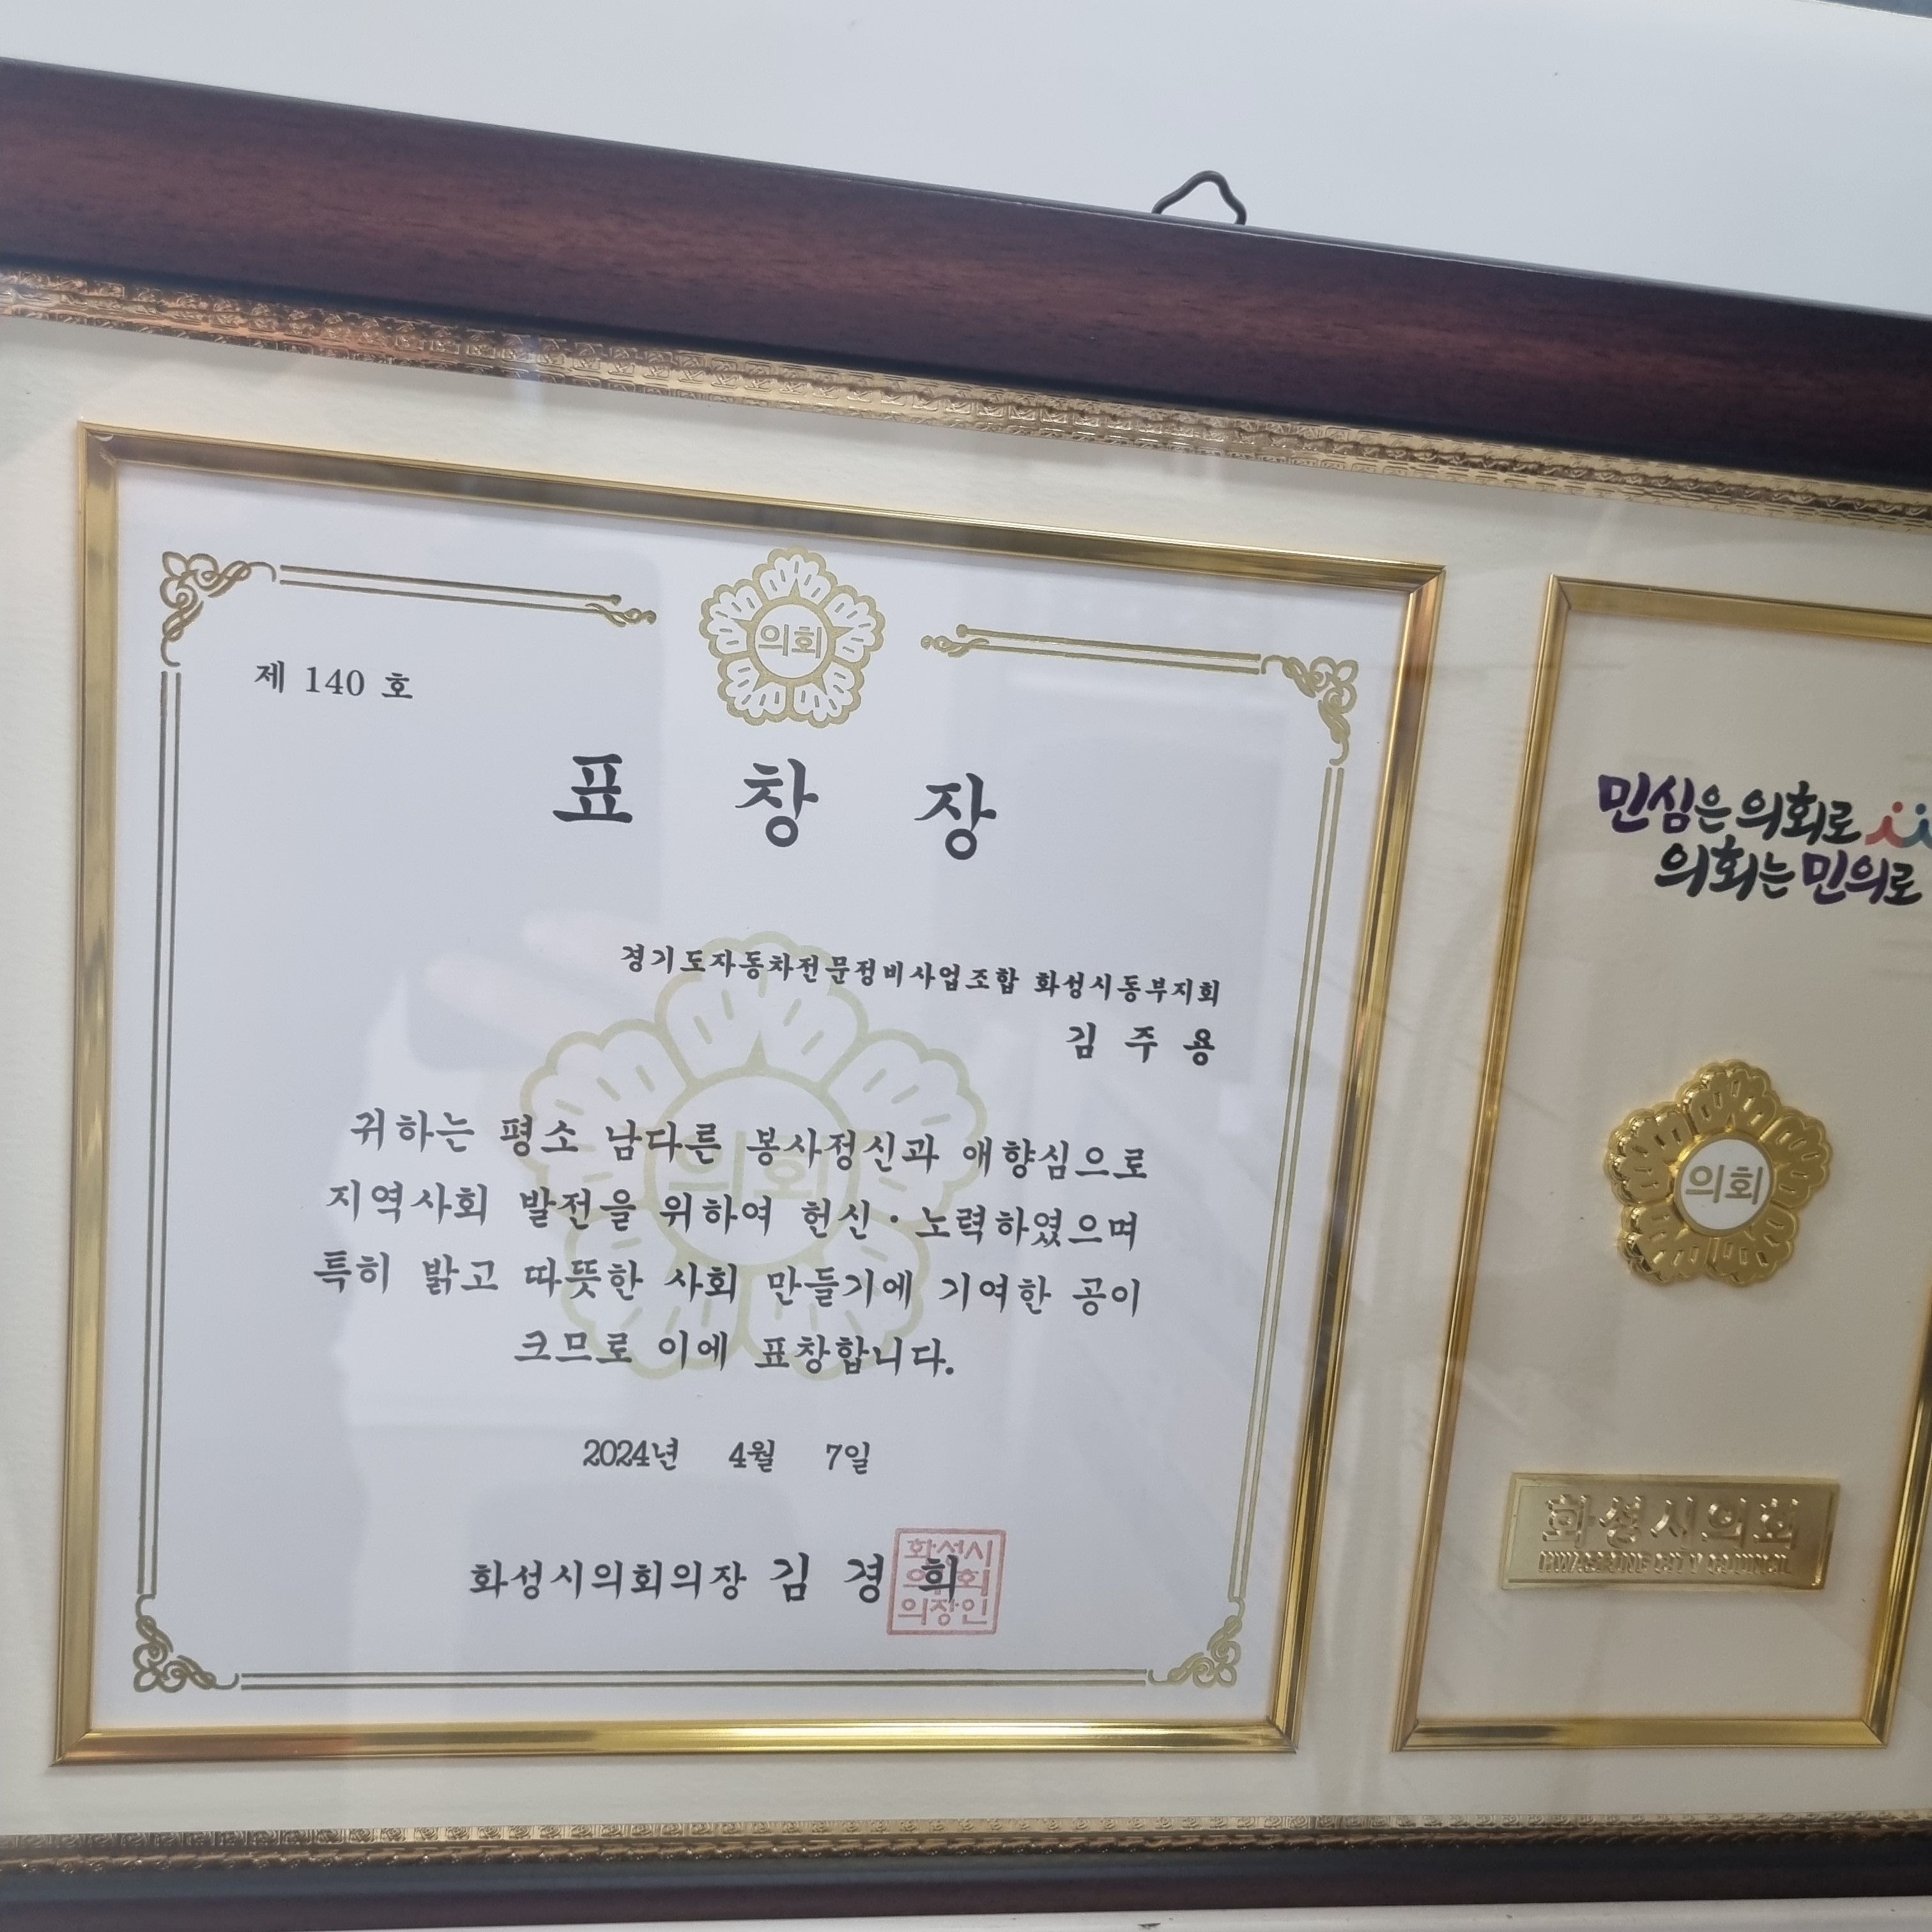 의회
제 140 호
표 창 장
경기도자동차전문정비사업조합 화성시동부지회
김 주 용
귀하는 평소 남다른 봉사정신과 애향심으로
지역사회 발전을 위하여 헌신·노력하였으며
특히 밝고 따뜻한 사회 만들기에 기여한 공이
크므로 이에 표창합니다.
의회
2024년 4월 7일
화성시의회의장 김 경 희
화성시
의회
의장인
민심은 의회로
의회는 민의로
의회
화성시의회
HWASEONG CITY COUNCIL